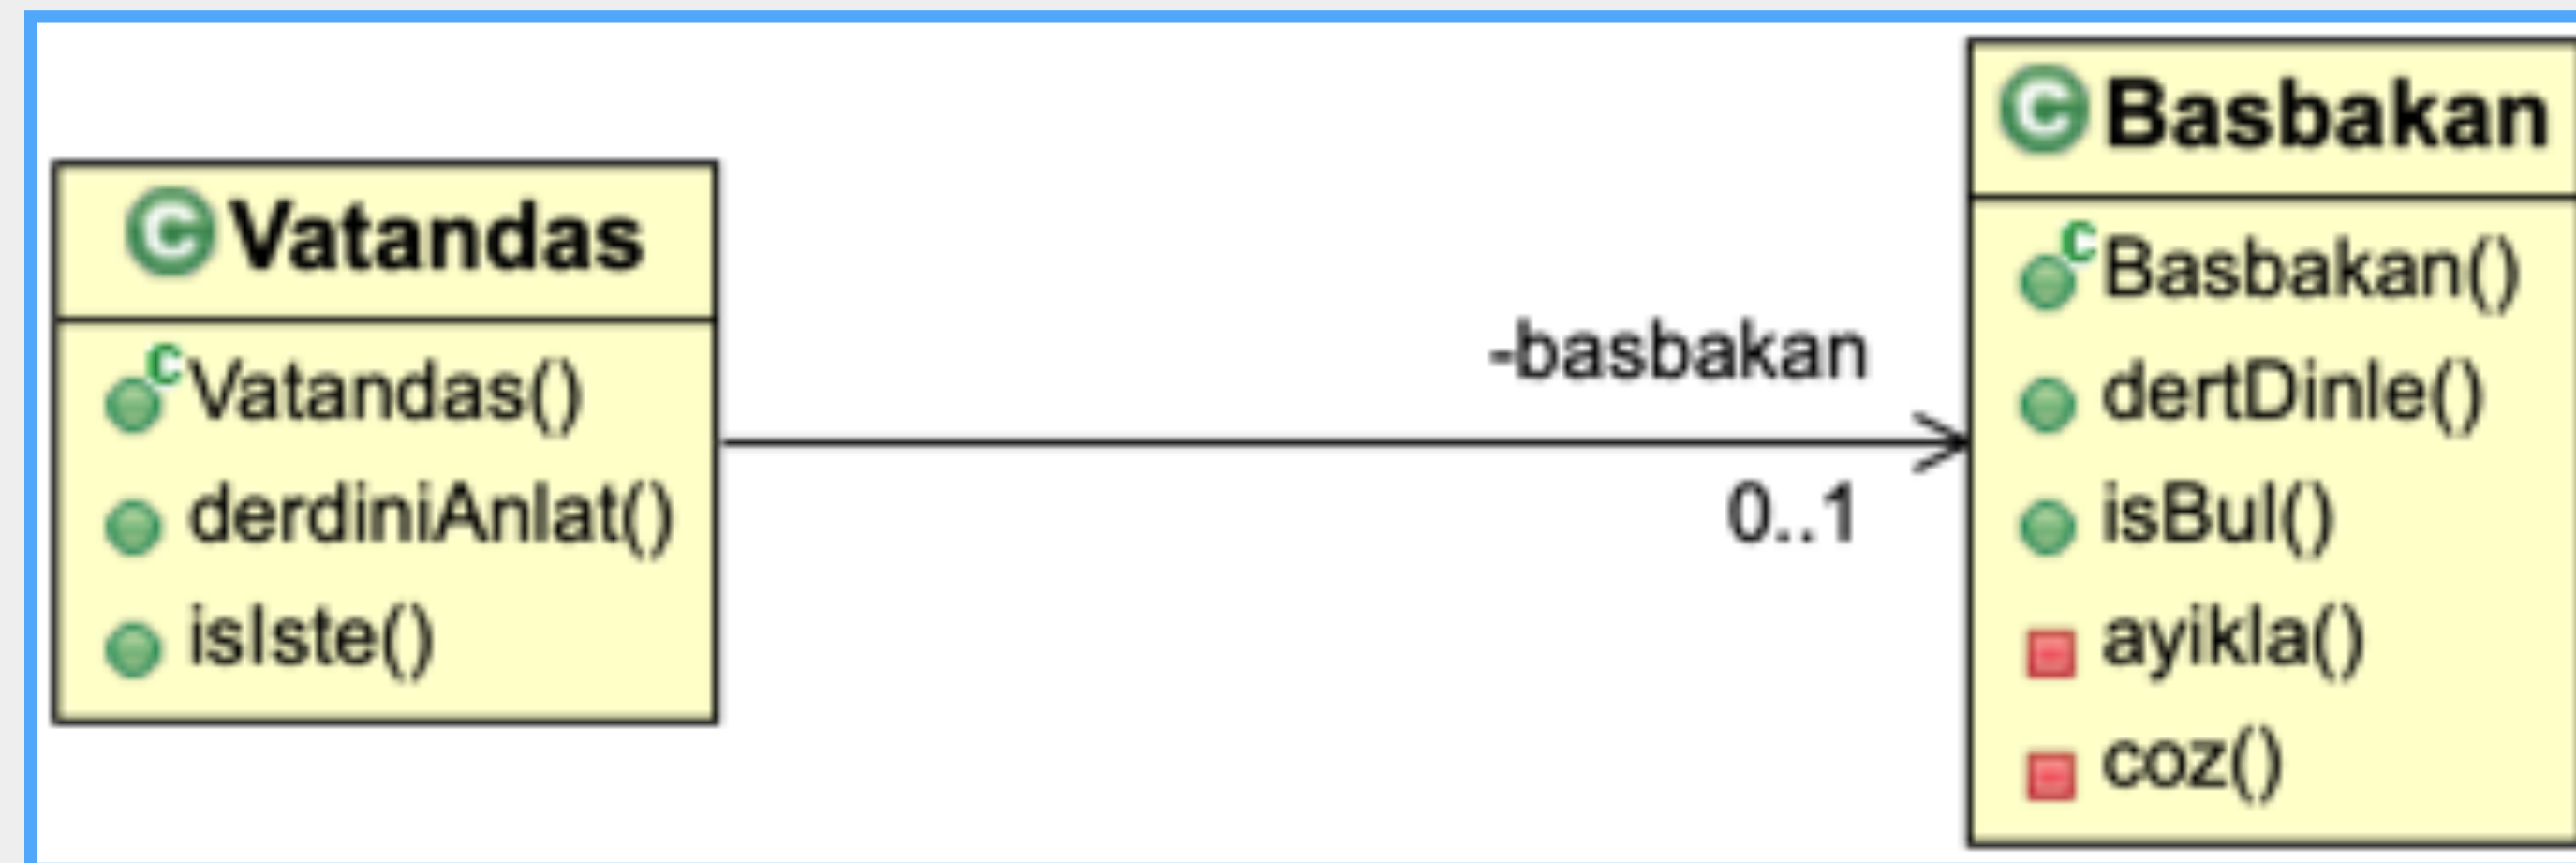 Vatandas
Vatandas()
derdiniAnlat()
isIste()
-basbakan
0..1
Basbakan
Basbakan()
dertDinle()
isBul()
ayikla()
coz()